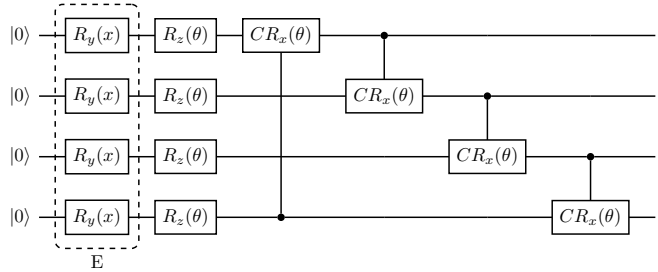 |0⟩ R_y(x) R_z(θ) CR_x(θ)
|0⟩ R_y(x) R_z(θ) CR_x(θ)
|0⟩ R_y(x) R_z(θ) CR_x(θ)
|0⟩ R_y(x) R_z(θ) CR_x(θ)
E